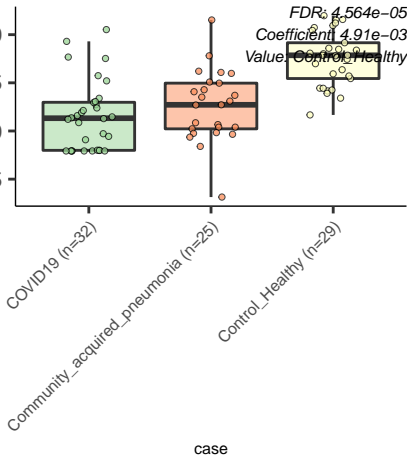 FDR: 4.564e−05
Coefficient: 4.91e−03
Value: Control_Healthy
COVID19 (n=32)
Community_acquired_pneumonia (n=25)
Control_Healthy (n=29)
case